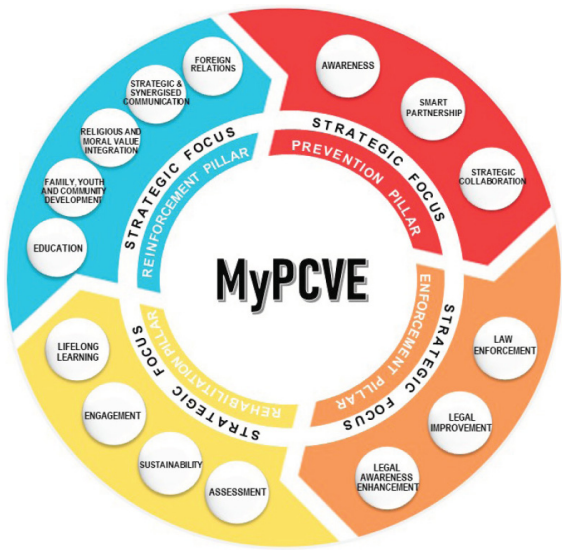 MyPCVE
STRATEGIC FOCUS
PREVENTION PILLAR
AWARENESS
SMART
PARTNERSHIP
STRATEGIC
COLLABORATION
STRATEGIC FOCUS
ENFORCEMENT PILLAR
LAW
ENFORCEMENT
LEGAL
IMPROVEMENT
LEGAL
AWARENESS
ENHANCEMENT
STRATEGIC FOCUS
REHABILITATION PILLAR
ASSESSMENT
SUSTAINABILITY
ENGAGEMENT
LIFELONG
LEARNING
STRATEGIC FOCUS
REINFORCEMENT PILLAR
EDUCATION
FAMILY, YOUTH
AND COMMUNITY
DEVELOPMENT
RELIGIOUS AND
MORAL VALUE
INTEGRATION
STRATEGIC &
SYNERGISED
COMMUNICATION
FOREIGN
RELATIONS